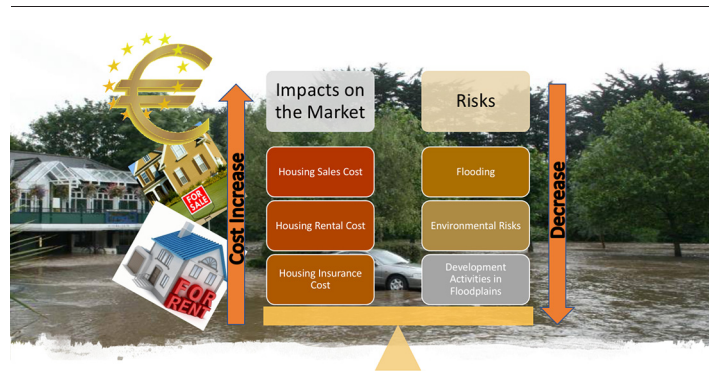 Impacts on
the Market
Risks
Cost Increase
FOR
SALE
FOR
RENT
Housing Sales Cost
Housing Rental Cost
Housing Insurance
Cost
Flooding
Environmental Risks
Development
Activities in
Floodplains
Decrease